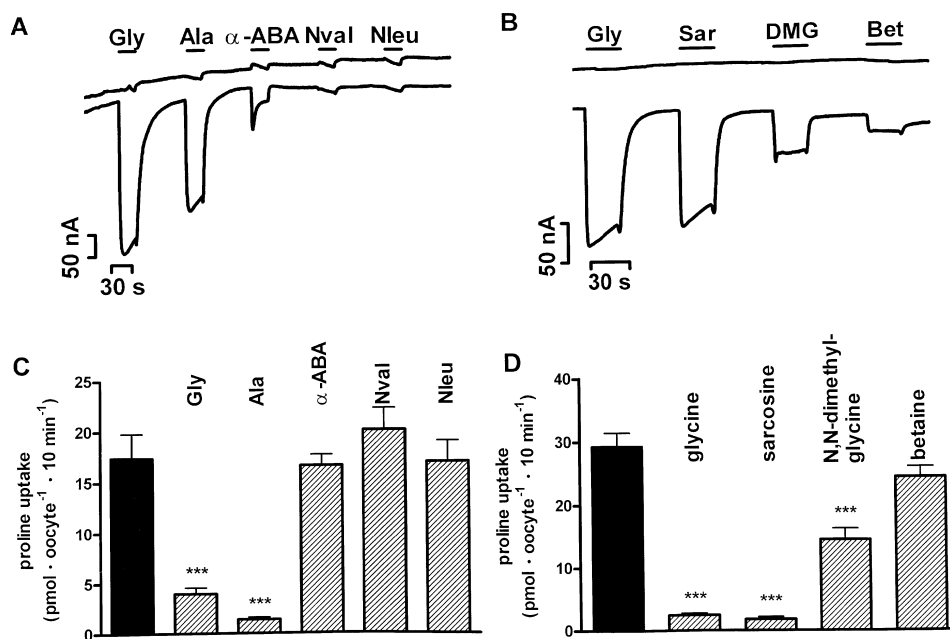 A
Gly Ala α-ABA Nval Nleu
50 nA
30 s
B
Gly Sar DMG Bet
50 nA
30 s
C
proline uptake
(pmol · oocyte⁻¹ · 10 min⁻¹)
25
20
15
10
5
0
Gly
Ala
α-ABA
Nval
Nleu
***
***
D
proline uptake
(pmol · oocyte⁻¹ · 10 min⁻¹)
40
30
20
10
0
glycine
sarcosine
N,N-dimethyl-
glycine
betaine
***
***
***